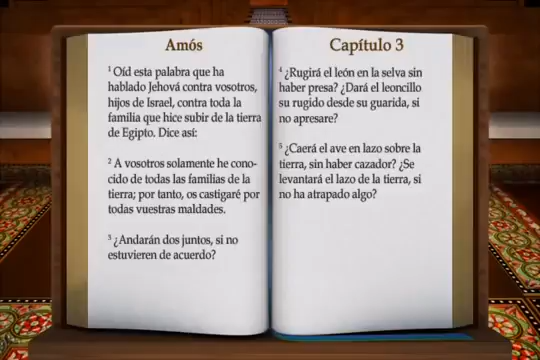 Amós
¹ Oíd esta palabra que ha
hablado Jehová contra vosotros,
hijos de Israel, contra toda la
familia que hice subir de la tierra
de Egipto. Dice así:
² A vosotros solamente he cono-
cido de todas las familias de la
tierra; por tanto, os castigaré por
todas vuestras maldades.
³ ¿Andarán dos juntos, si no
estuvieren de acuerdo?
Capítulo 3
⁴ ¿Rugirá el león en la selva sin
haber presa? ¿Dará el leoncillo
su rugido desde su guarida, si
no apresare?
⁵ ¿Caerá el ave en lazo sobre la
tierra, sin haber cazador? ¿Se
levantará el lazo de la tierra, si
no ha atrapado algo?